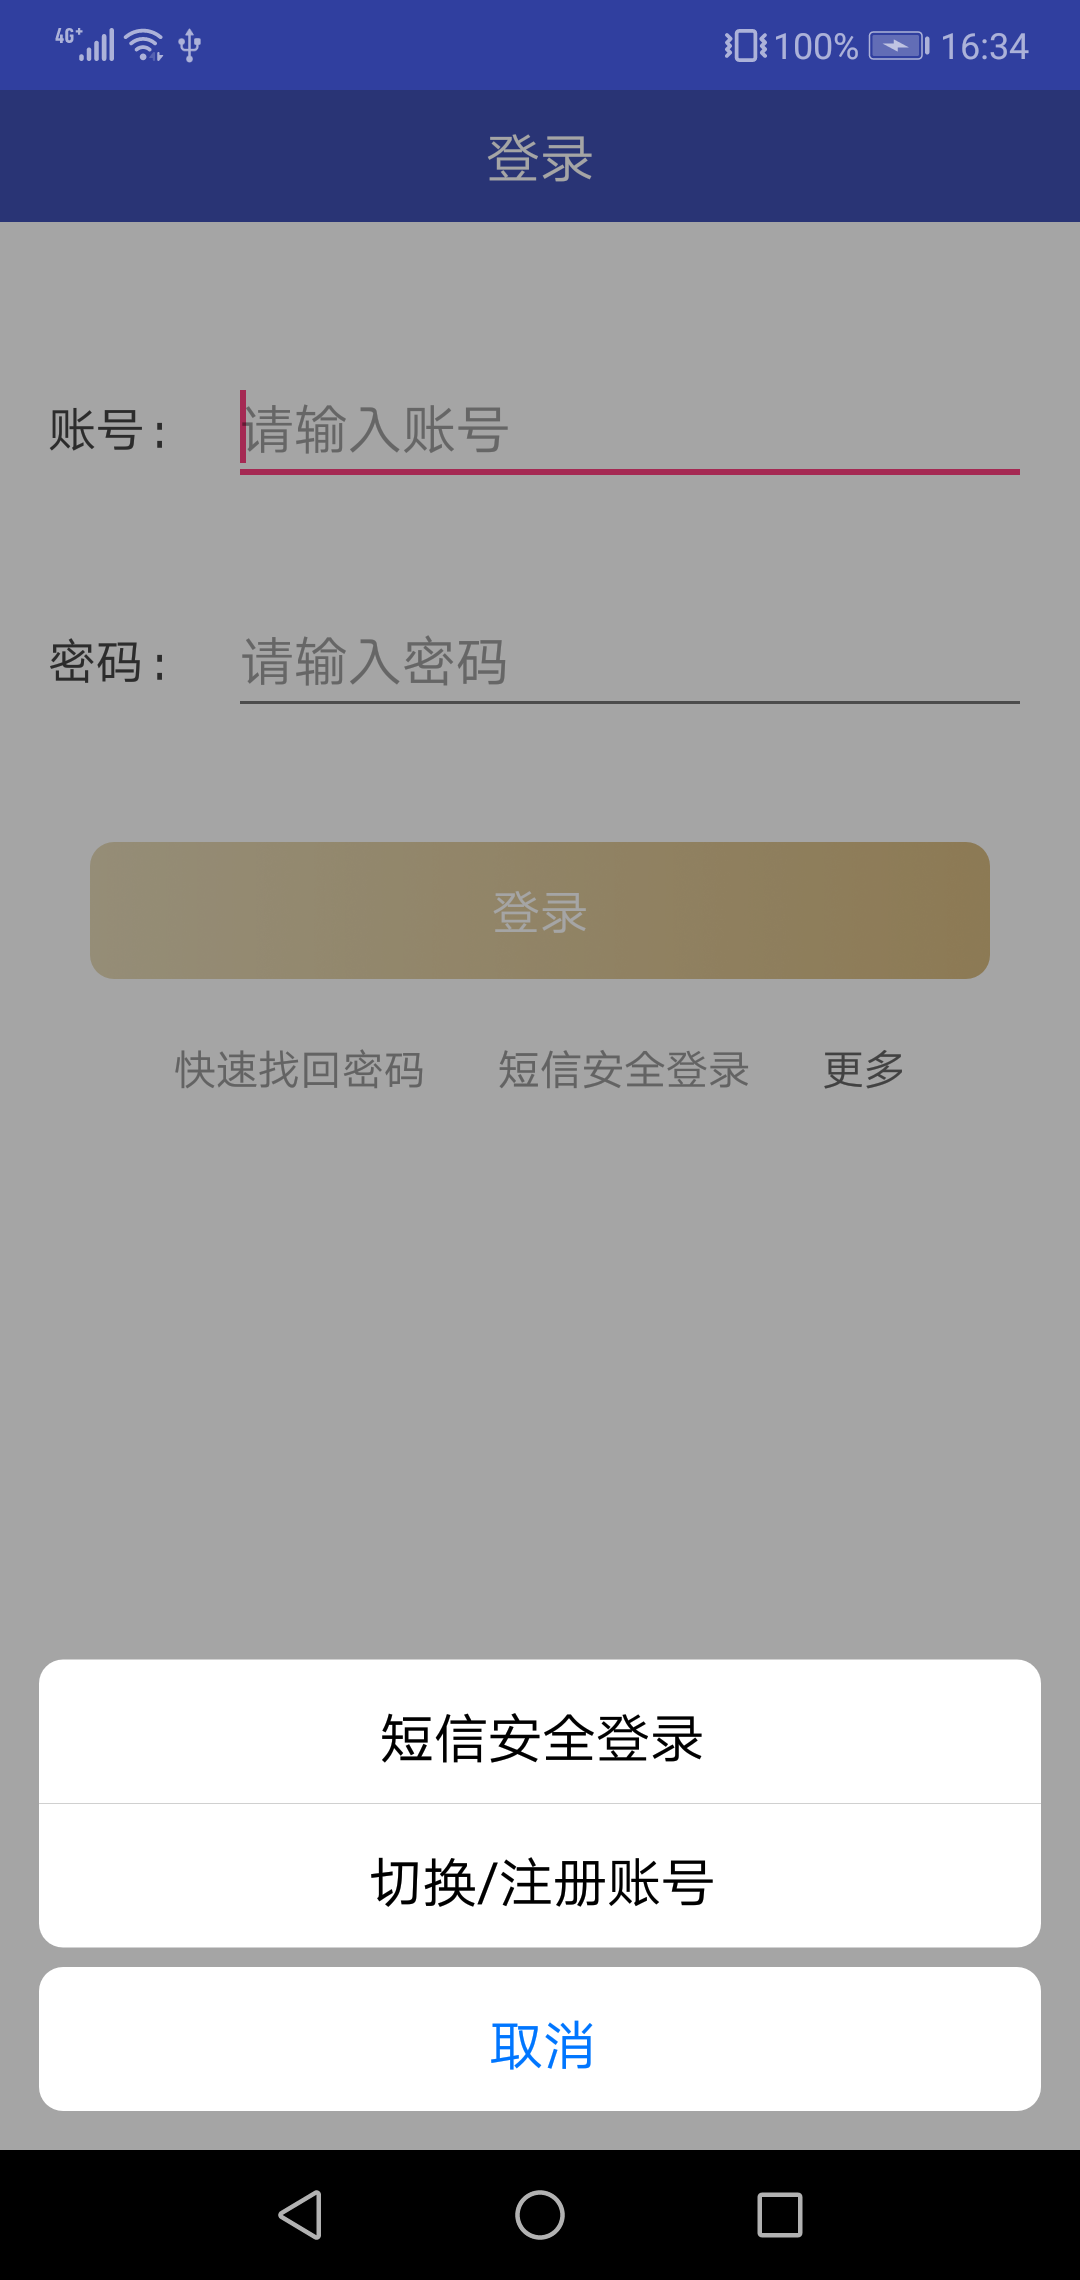 4G+ 100% 16:34
登录
账号: 请输入账号
密码: 请输入密码
登录
快速找回密码 短信安全登录 更多
短信安全登录
切换/注册账号
取消